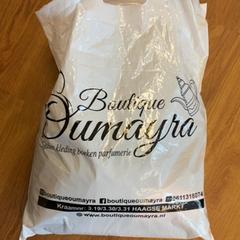 Boutique
Oumayra
kleding boeken parfumerie
boutiqueoumayra boutiqueoumayra 0611318074
Kraamnr: 3.19/3.30/3.31 HAAGSE MARKT
www.boutiqueoumayra.nl